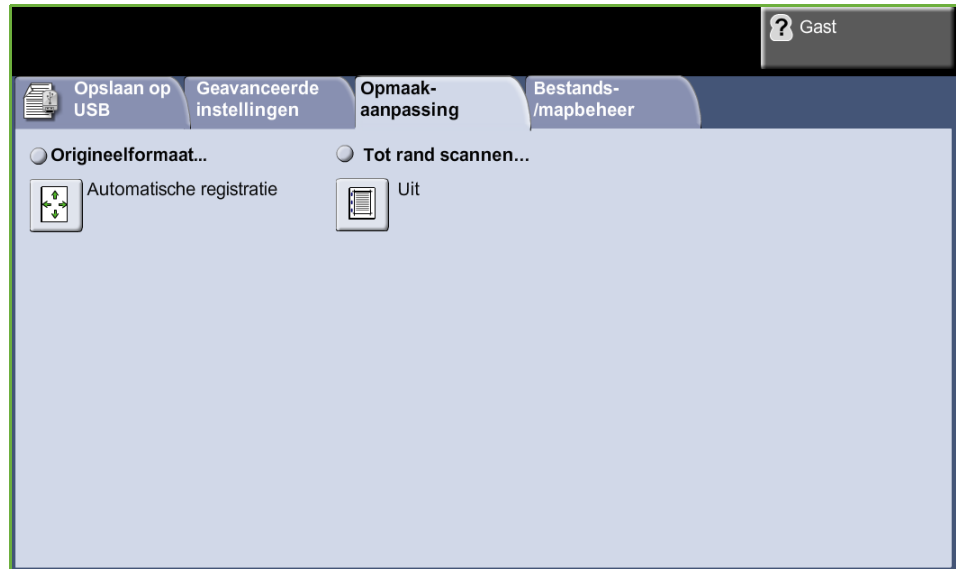 Gast
Opslaan op
USB
Geavanceerde
instellingen
Opmaak-
aanpassing
Bestands-
/mapbeheer
Origineelformaat...
Tot rand scannen...
Automatische registratie
Uit